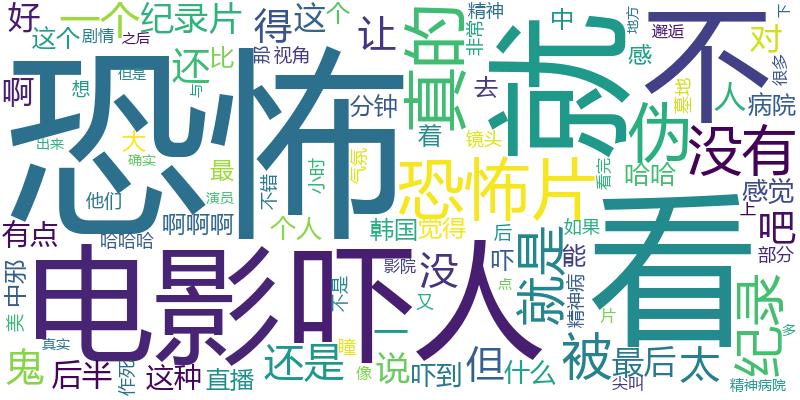 好
一个
纪录片
得
这
个
精神
中
地方
邂逅
下
这个
剧情
之后
让
非常
不
对
很多
还
比
那
视角
真的
就
感
啊
想
但是
与
恐怖
分钟
去
伪
人
墓地
病院
大
出来
确实
最
气氛
小时
着
镜头
没有
恐怖片
看完
哈哈
他们
演员
不错
感觉
上
有点
哈哈哈
啊啊啊
个人
韩国
觉得
后
如果
吧
看
能
部分
中邪
电影
吓人
没
吓
就是
影院
不是
又
精神病
美
真实
一
瞳
点
片
纪录
多
鬼
后半
作死
这种
直播
还是
像
说
吓到
但
什么
被
最后
太
尖叫
精神病院